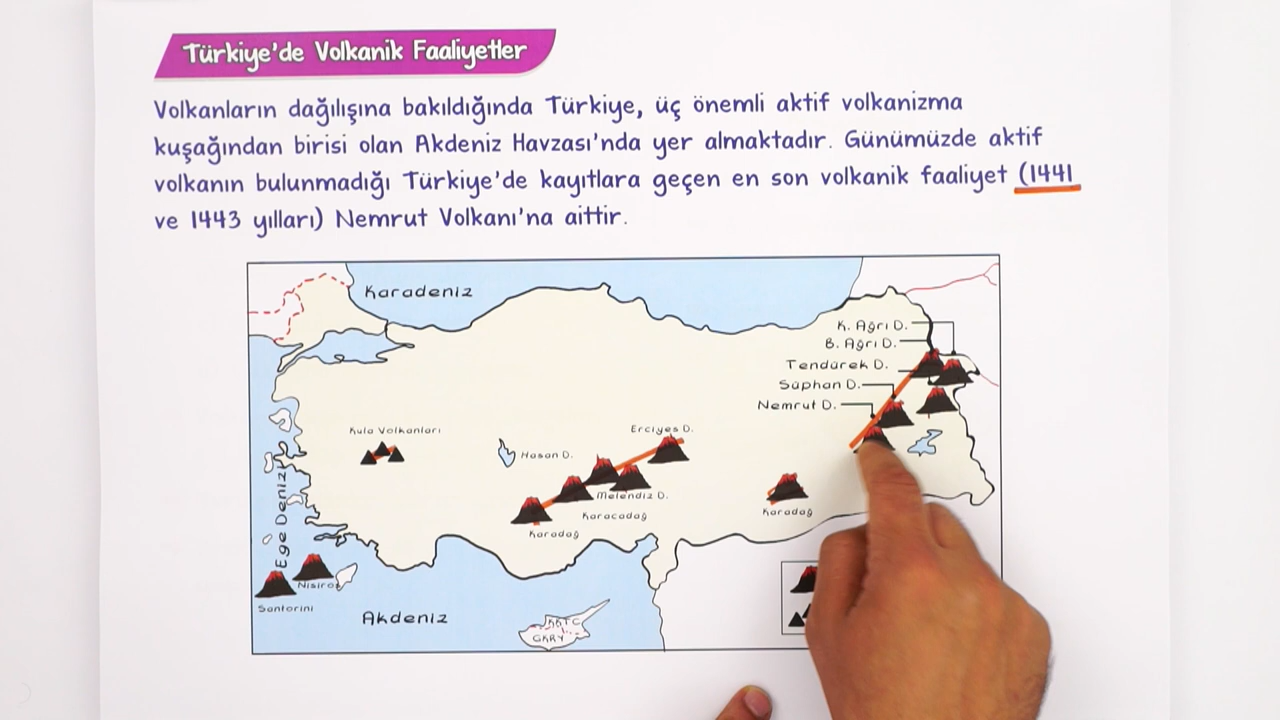 Türkiye'de Volkanik Faaliyetler
Volkanların dağılışına bakıldığında Türkiye, üç önemli aktif volkanizma
kuşağından birisi olan Akdeniz Havzası'nda yer almaktadır. Günümüzde aktif
volkanın bulunmadığı Türkiye'de kayıtlara geçen en son volkanik faaliyet (1441
ve 1443 yılları) Nemrut Volkanı'na aittir.
Karadeniz
K. Ağrı D.
B. Ağrı D.
Tendürek D.
Süphan D.
Nemrut D.
Kula Volkanları
Erciyes D.
Hasan D.
Melendiz D.
Karacadağ
Karadağ
Karadağ
Ege Denizi
Nisiros
Santorini
Akdeniz
KKTC
GKRY